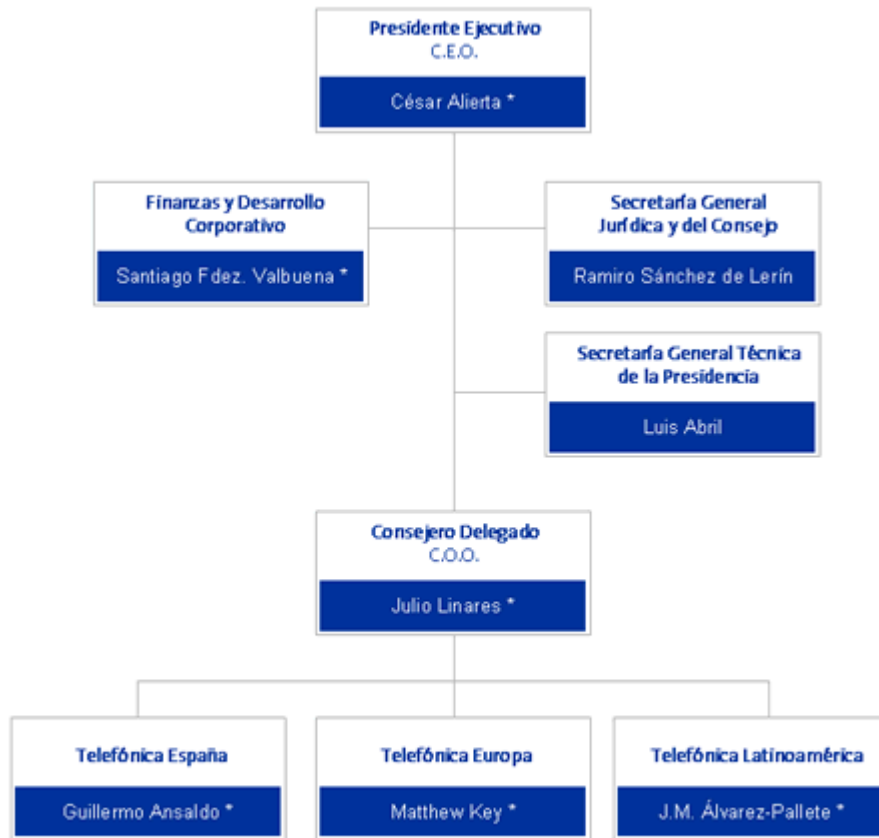 Presidente Ejecutivo
C.E.O.
César Alierta *
Finanzas y Desarrollo
Corporativo
Santiago Fdez. Valbuena *
Secretaría General
Jurídica y del Consejo
Ramiro Sánchez de Lerín
Secretaría General Técnica
de la Presidencia
Luis Abril
Consejero Delegado
C.O.O.
Julio Linares *
Telefónica España
Guillermo Ansaldo *
Telefónica Europa
Matthew Key *
Telefónica Latinoamérica
J.M. Álvarez-Pallete *